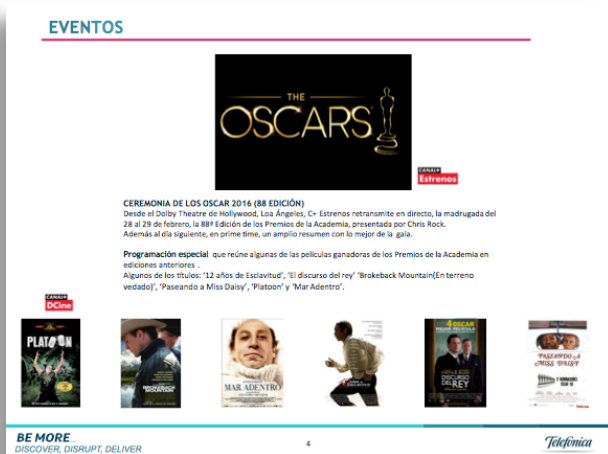 EVENTOS
THE
OSCARS
CANAL+
Estrenos
CEREMONIA DE LOS OSCAR 2016 (88 EDICIÓN)
Desde el Dolby Theatre de Hollywood, Loa Ángeles, C+ Estrenos retransmite en directo, la madrugada del
28 al 29 de febrero, la 88ª Edición de los Premios de la Academia, presentada por Chris Rock.
Además al día siguiente, en prime time, un amplio resumen con lo mejor de la gala.
Programación especial que reúne algunas de las películas ganadoras de los Premios de la Academia en
ediciones anteriores .
Algunos de los títulos: '12 años de Esclavitud', 'El discurso del rey' 'Brokeback Mountain(En terreno
vedado)', 'Paseando a Miss Daisy', 'Platoon' y 'Mar Adentro'.
CANAL+
DCine
PLATOON
BROKEBACK
MOUNTAIN
MAR ADENTRO
4 OSCAR
DISCURSO
DEL REY
PASEANDO A
MISS DAISY
BE MORE_
DISCOVER, DISRUPT, DELIVER
4
Telefónica